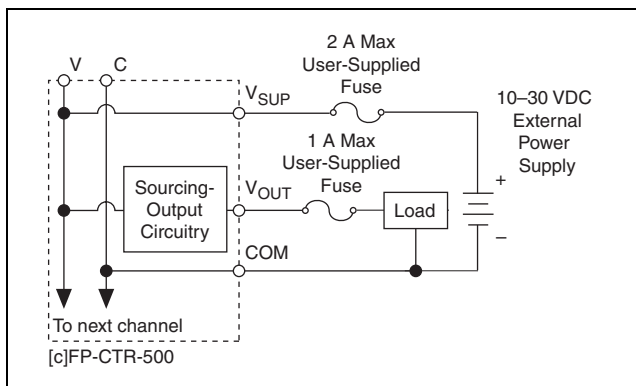 2 A Max
User-Supplied
Fuse
V
C
VSUP
10–30 VDC
External
Power
Supply
1 A Max
User-Supplied
Fuse
+
Sourcing-
Output
Circuitry
VOUT
Load
–
COM
To next channel
[c]FP-CTR-500